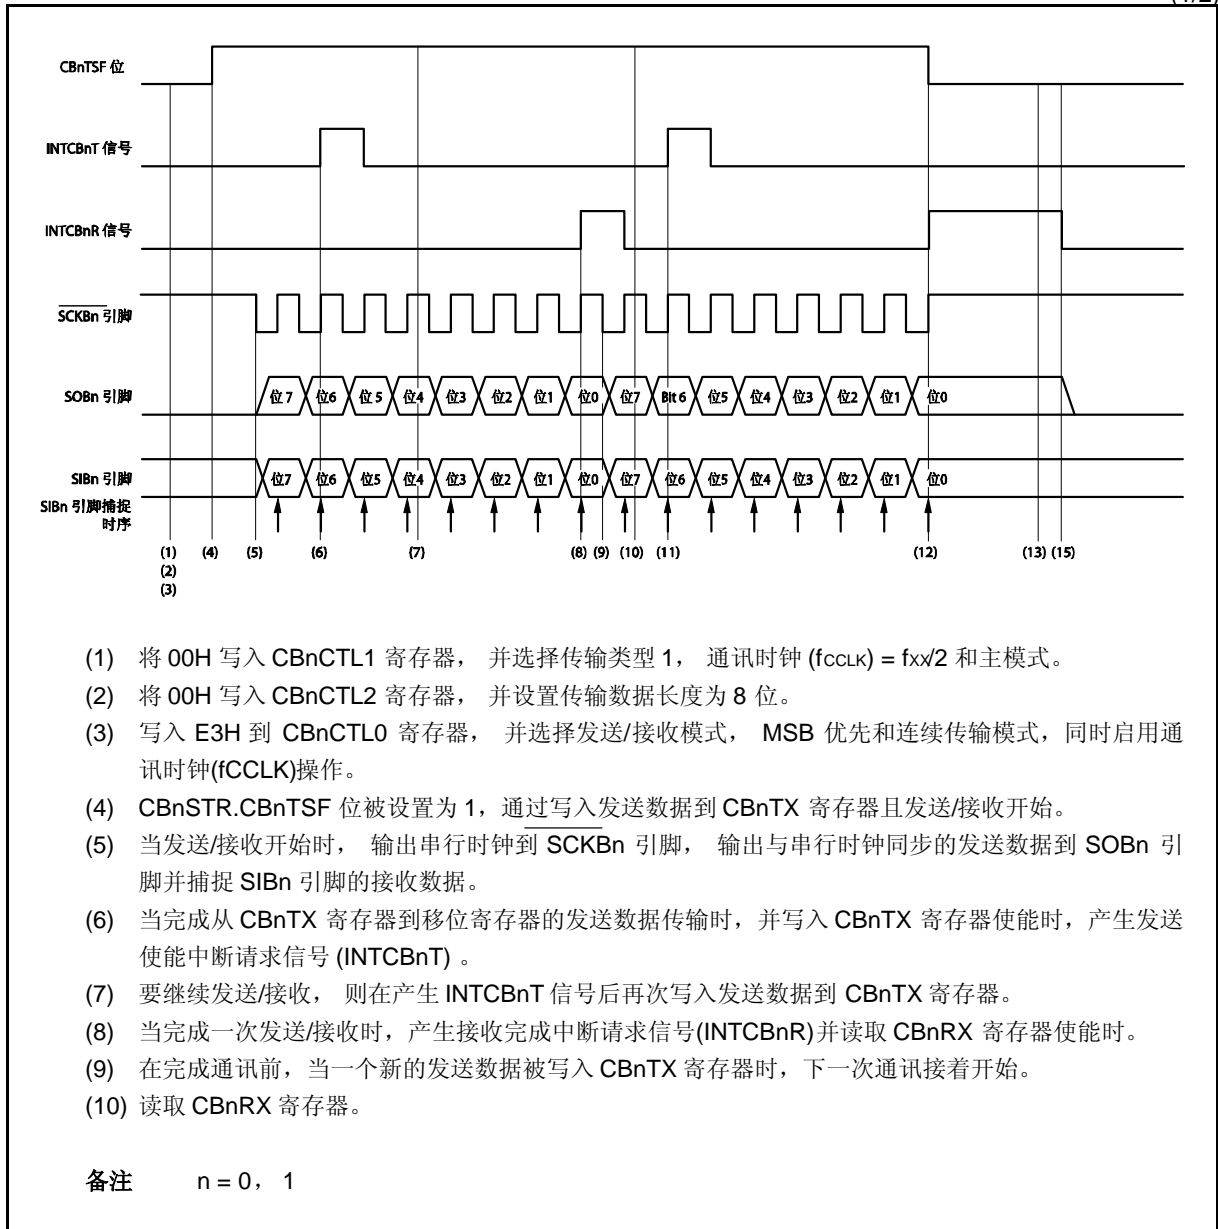 CBnTSF 位
INTCBnT 信号
INTCBnR 信号
SCKBn 引脚
SOBn 引脚 位 7 位6 位 5 位4 位3 位2 位1 位0 位7 Bit 6 位5 位4 位3 位2 位1 位0
SIBn 引脚 位7 位6 位5 位4 位3 位2 位1 位0 位7 位6 位5 位4 位3 位2 位1 位0
SIBn 引脚捕捉
时序
(1) (4) (5) (6) (7) (8) (9) (10) (11) (12) (13) (15)
(2)
(3)
(1) 将 00H 写入 CBnCTL1 寄存器， 并选择传输类型 1， 通讯时钟 (fCCLK) = fXX/2 和主模式。
(2) 将 00H 写入 CBnCTL2 寄存器， 并设置传输数据长度为 8 位。
(3) 写入 E3H 到 CBnCTL0 寄存器， 并选择发送/接收模式， MSB 优先和连续传输模式，同时启用通
讯时钟(fCCLK)操作。
(4) CBnSTR.CBnTSF 位被设置为 1，通过写入发送数据到 CBnTX 寄存器且发送/接收开始。
(5) 当发送/接收开始时， 输出串行时钟到 SCKBn 引脚， 输出与串行时钟同步的发送数据到 SOBn 引
脚并捕捉 SIBn 引脚的接收数据。
(6) 当完成从 CBnTX 寄存器到移位寄存器的发送数据传输时，并写入 CBnTX 寄存器使能时，产生发送
使能中断请求信号 (INTCBnT) 。
(7) 要继续发送/接收， 则在产生 INTCBnT 信号后再次写入发送数据到 CBnTX 寄存器。
(8) 当完成一次发送/接收时，产生接收完成中断请求信号(INTCBnR)并读取 CBnRX 寄存器使能时。
(9) 在完成通讯前，当一个新的发送数据被写入 CBnTX 寄存器时，下一次通讯接着开始。
(10) 读取 CBnRX 寄存器。
备注 n = 0， 1